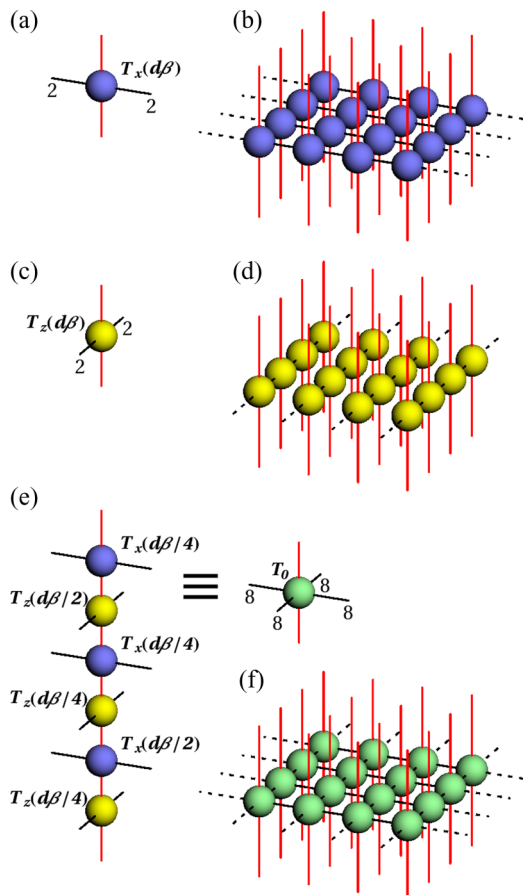 (a)
T_x(dβ)
2
2
(b)
(c)
T_z(dβ)
2
2
(d)
(e)
T_x(dβ/4)
T_z(dβ/2)
T_x(dβ/4)
T_z(dβ/4)
T_x(dβ/2)
T_z(dβ/4)
≡
T_0
8
8
8
8
(f)